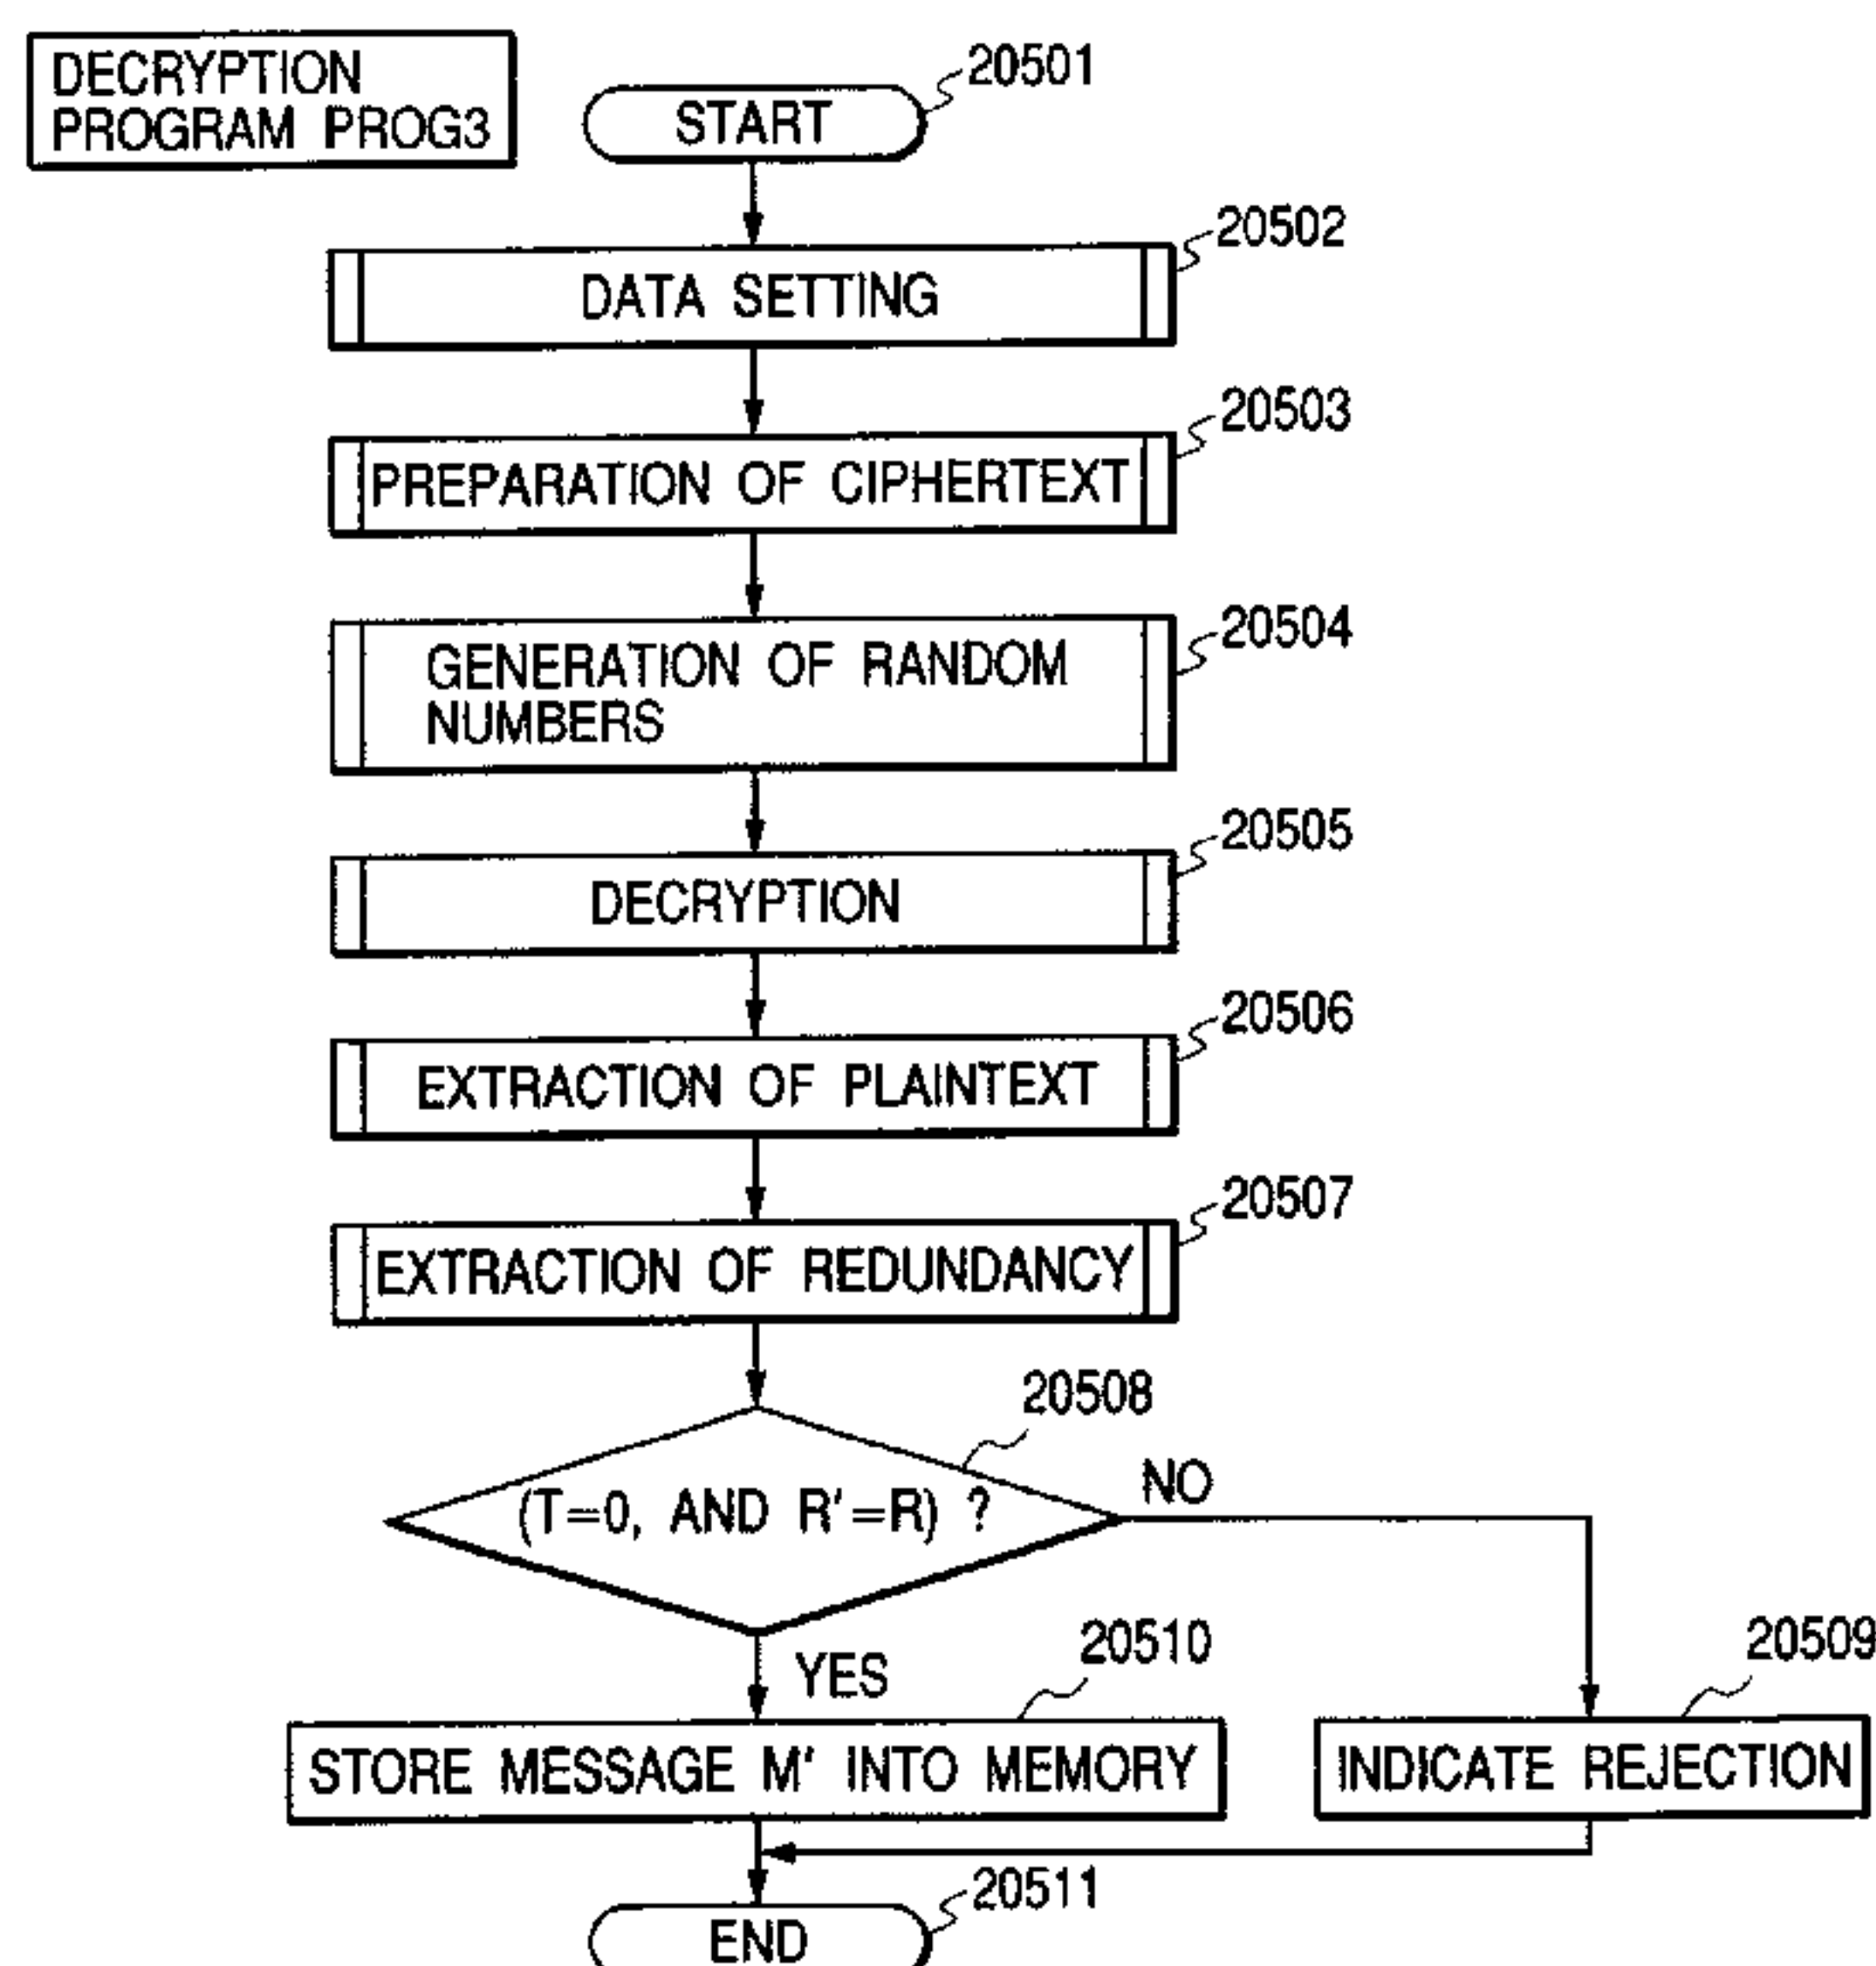 DECRYPTION
PROGRAM PROG3
START
20501
DATA SETTING
20502
PREPARATION OF CIPHERTEXT
20503
GENERATION OF RANDOM
NUMBERS
20504
DECRYPTION
20505
EXTRACTION OF PLAINTEXT
20506
EXTRACTION OF REDUNDANCY
20507
20508
(T=0, AND R'=R) ?
NO
YES
20510
20509
STORE MESSAGE M' INTO MEMORY
INDICATE REJECTION
20511
END